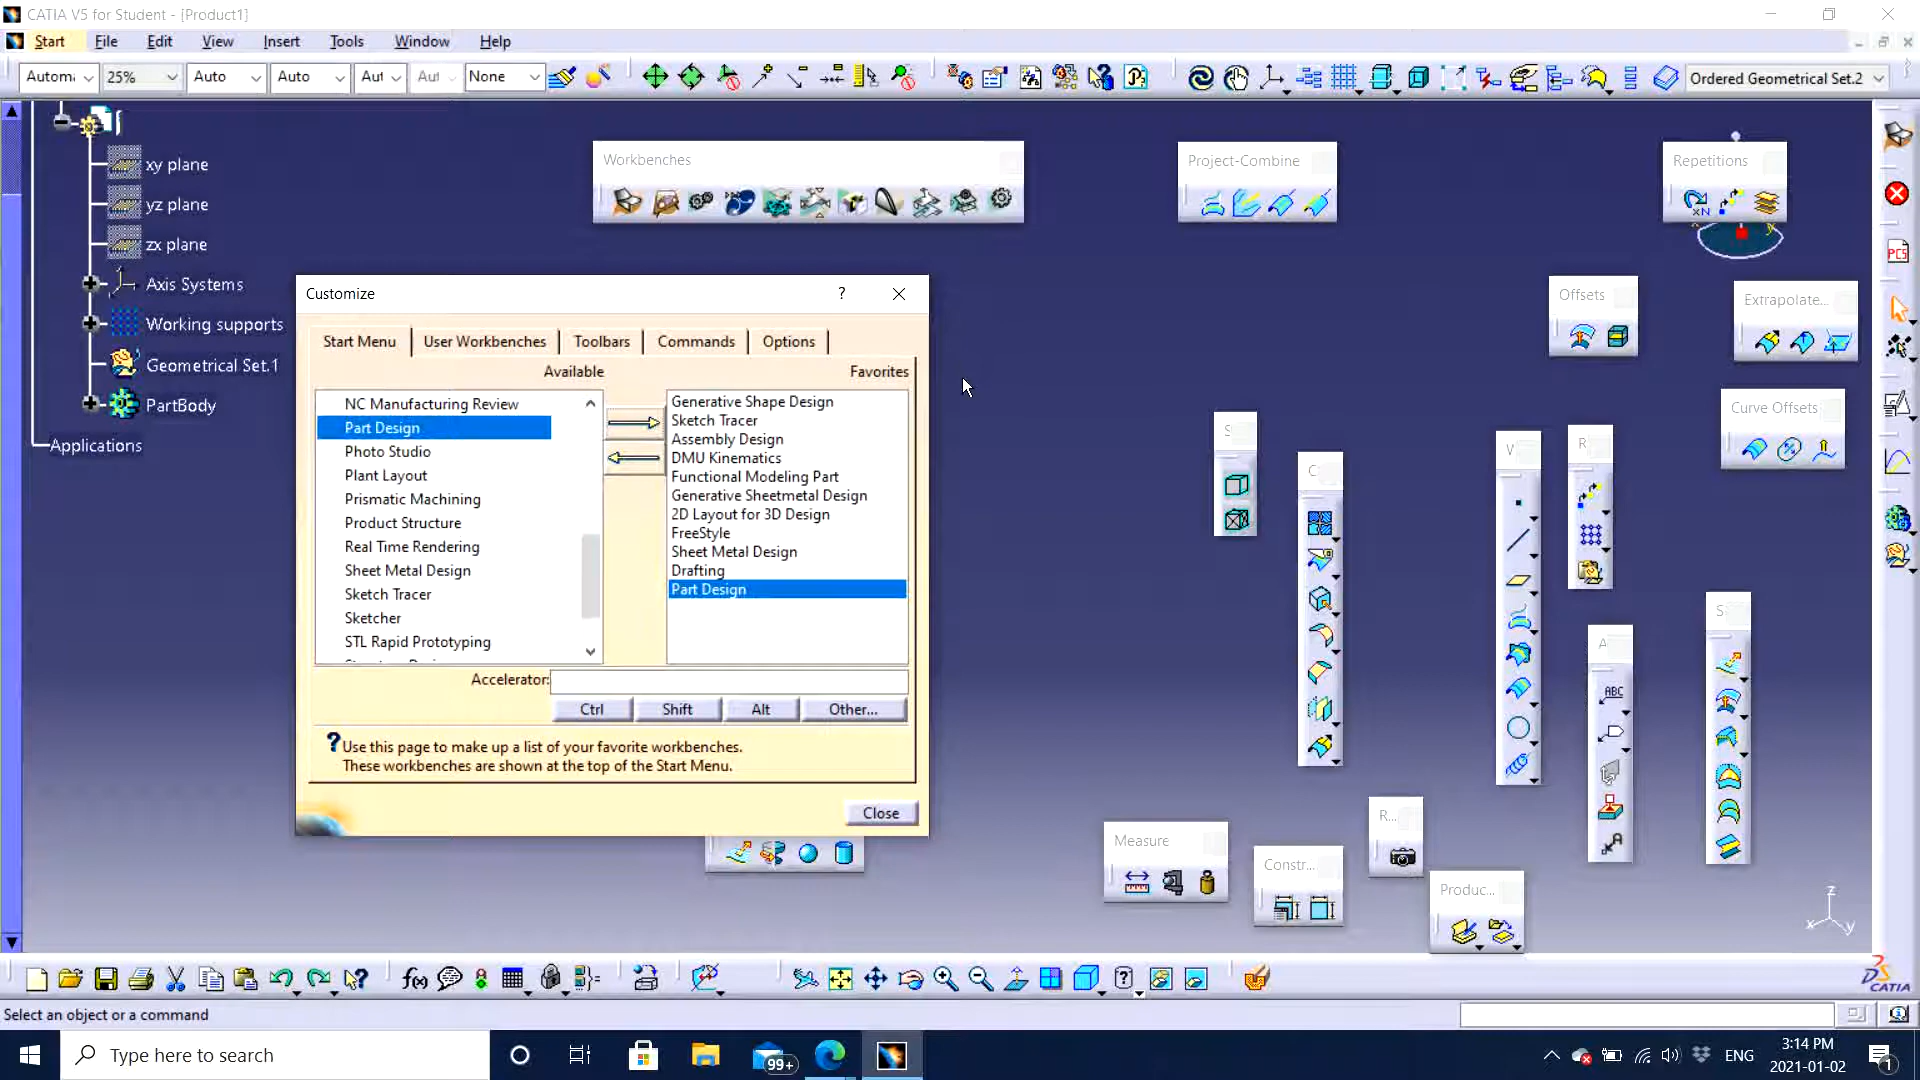 CATIA V5 for Student - [Product1]
Start File Edit View Insert Tools Window Help
Automa 25% Auto Auto Aut Aut None Ordered Geometrical Set.2
Workbenches
Project-Combine
Repetitions
xy plane
yz plane
zx plane
Axis Systems
Working supports
Geometrical Set.1
PartBody
Applications
Offsets
Extrapolate...
Curve Offsets
Customize ?
Start Menu User Workbenches Toolbars Commands Options
Available Favorites
NC Manufacturing Review
Part Design
Photo Studio
Plant Layout
Prismatic Machining
Product Structure
Real Time Rendering
Sheet Metal Design
Sketch Tracer
Sketcher
STL Rapid Prototyping
Generative Shape Design
Sketch Tracer
Assembly Design
DMU Kinematics
Functional Modeling Part
Generative Sheetmetal Design
2D Layout for 3D Design
FreeStyle
Sheet Metal Design
Drafting
Part Design
Accelerator:
Ctrl Shift Alt Other...
Use this page to make up a list of your favorite workbenches.
These workbenches are shown at the top of the Start Menu.
Close
S
C
W
R
A
S
ABC
PCS
Measure
Constr...
R...
Produc...
z
x y
f(x)
CATIA
Select an object or a command
Type here to search
99+
ENG
3:14 PM
2021-01-02
1